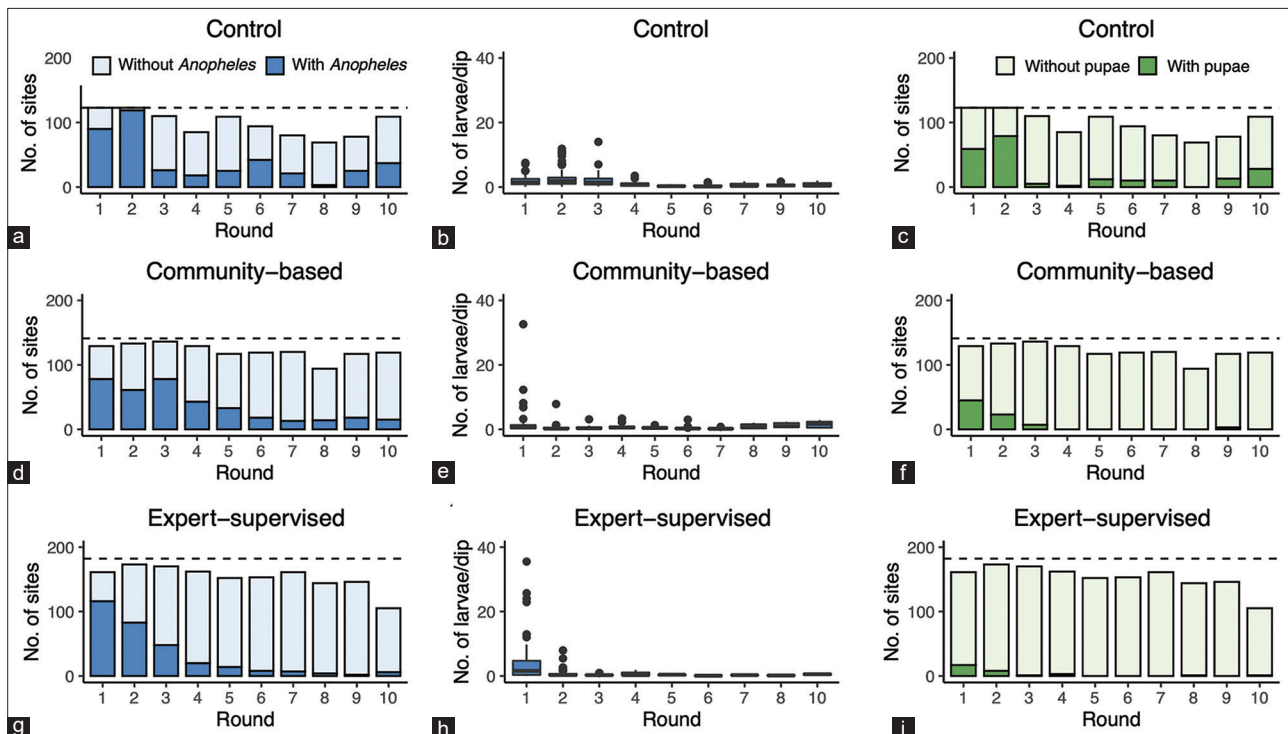 Control
No. of sites
200
100
0
Without Anopheles
With Anopheles
1 2 3 4 5 6 7 8 9 10
Round
a
Control
No. of larvae/dip
40
20
0
1 2 3 4 5 6 7 8 9 10
Round
b
Control
No. of sites
200
100
0
Without pupae
With pupae
1 2 3 4 5 6 7 8 9 10
Round
c
Community–based
No. of sites
200
100
0
1 2 3 4 5 6 7 8 9 10
Round
d
Community–based
No. of larvae/dip
40
20
0
1 2 3 4 5 6 7 8 9 10
Round
e
Community–based
No. of sites
200
100
0
1 2 3 4 5 6 7 8 9 10
Round
f
Expert–supervised
No. of sites
200
100
0
1 2 3 4 5 6 7 8 9 10
Round
g
Expert–supervised
No. of larvae/dip
40
20
0
1 2 3 4 5 6 7 8 9 10
Round
h
Expert–supervised
No. of sites
200
100
0
1 2 3 4 5 6 7 8 9 10
Round
i